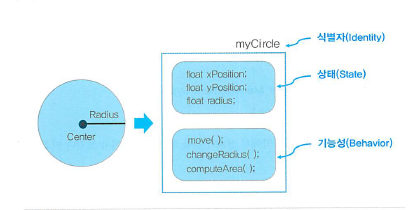 식별자(Identity)
myCircle
float xPosition;
float yPosition;
float radius;
상태(State)
Radius
Center
move( );
changeRadius( );
computeArea( );
기능성(Behavior)